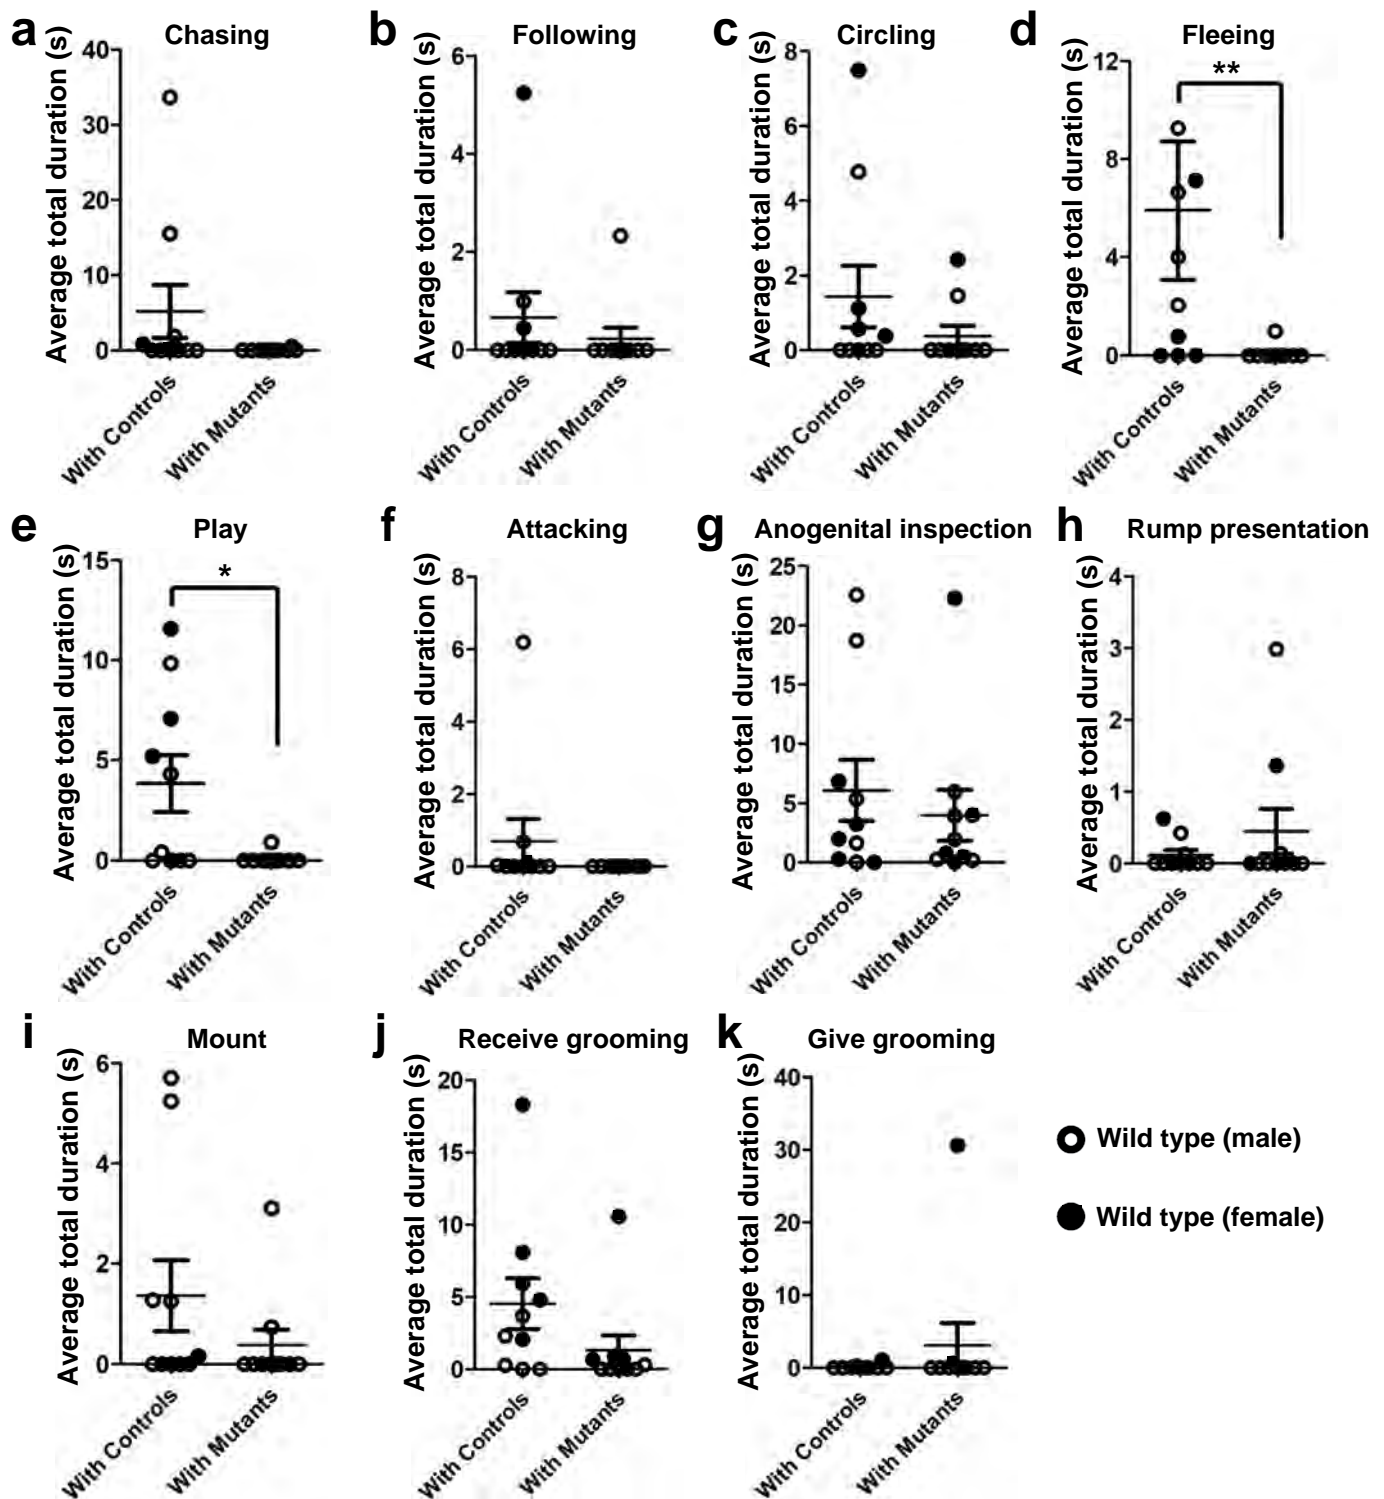 a Chasing
Average total duration (s)
40
30
20
10
0
With Controls
With Mutants
b Following
Average total duration (s)
6
4
2
0
With Controls
With Mutants
c Circling
Average total duration (s)
8
6
4
2
0
With Controls
With Mutants
d Fleeing
Average total duration (s)
12
8
4
0
**
With Controls
With Mutants
e Play
Average total duration (s)
15
10
5
0
*
With Controls
With Mutants
f Attacking
Average total duration (s)
8
6
4
2
0
With Controls
With Mutants
g Anogenital inspection
Average total duration (s)
25
20
15
10
5
0
With Controls
With Mutants
h Rump presentation
Average total duration (s)
4
3
2
1
0
With Controls
With Mutants
i Mount
Average total duration (s)
6
4
2
0
With Controls
With Mutants
j Receive grooming
Average total duration (s)
20
15
10
5
0
With Controls
With Mutants
k Give grooming
Average total duration (s)
40
30
20
10
0
With Controls
With Mutants
Wild type (male)
Wild type (female)